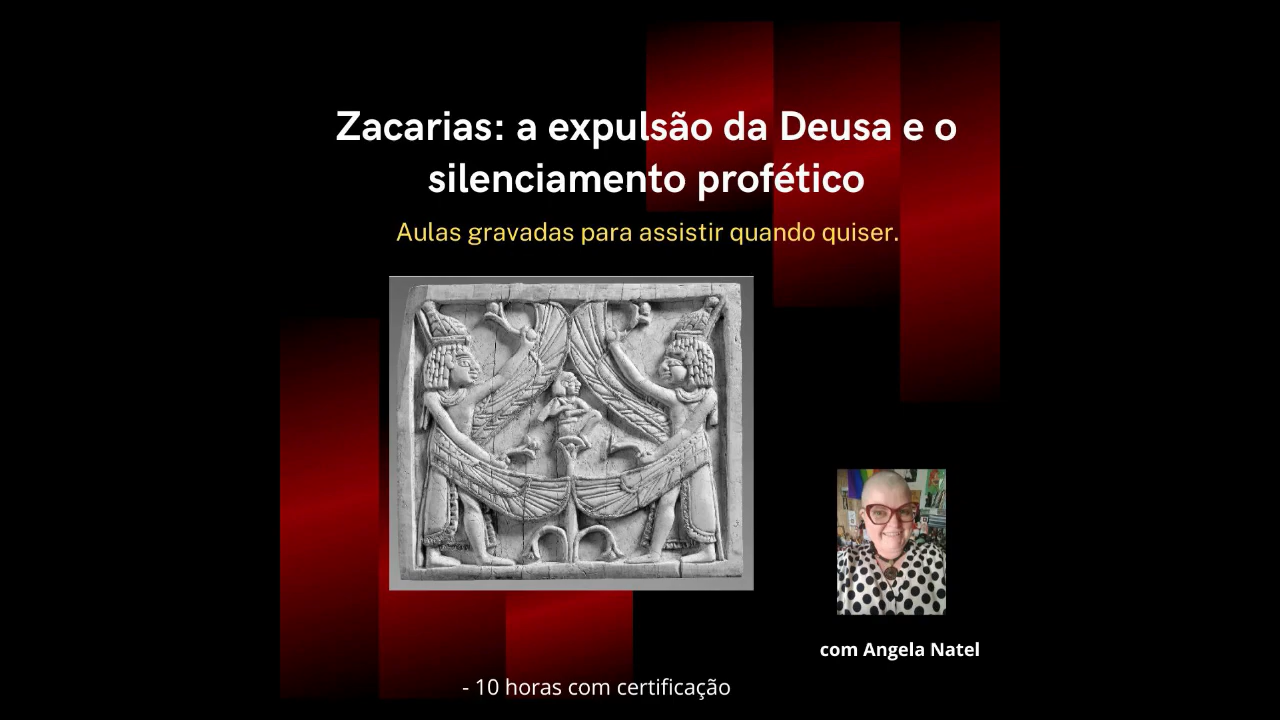 Zacarias: a expulsão da Deusa e o
silenciamento profético
Aulas gravadas para assistir quando quiser.
com Angela Natel
- 10 horas com certificação